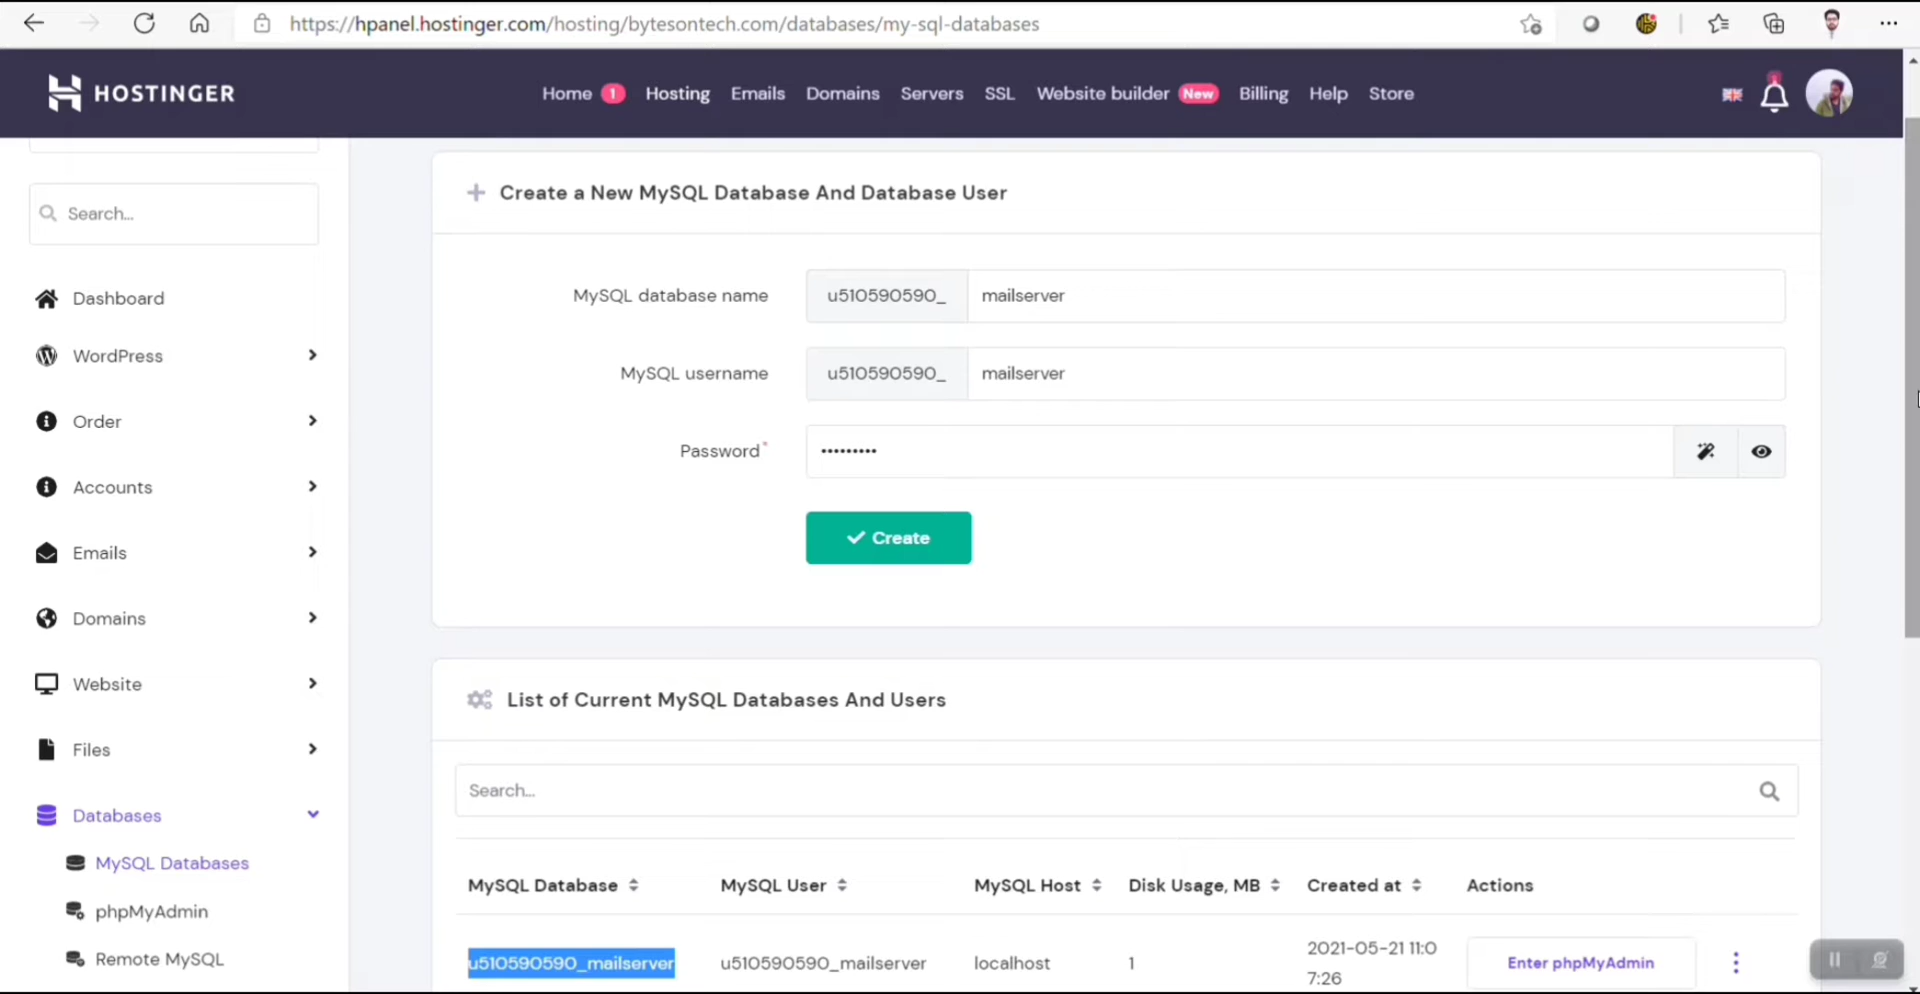 https://hpanel.hostinger.com/hosting/bytesontech.com/databases/my-sql-databases
HOSTINGER
Home 1 Hosting Emails Domains Servers SSL Website builder New Billing Help Store
Search...
Dashboard
WordPress
Order
Accounts
Emails
Domains
Website
Files
Databases
MySQL Databases
phpMyAdmin
Remote MySQL
Create a New MySQL Database And Database User
MySQL database name u510590590_ mailserver
MySQL username u510590590_ mailserver
Password* •••••••••
Create
List of Current MySQL Databases And Users
Search...
MySQL Database MySQL User MySQL Host Disk Usage, MB Created at Actions
u510590590_mailserver u510590590_mailserver localhost 1 2021-05-21 11:0
7:26 Enter phpMyAdmin